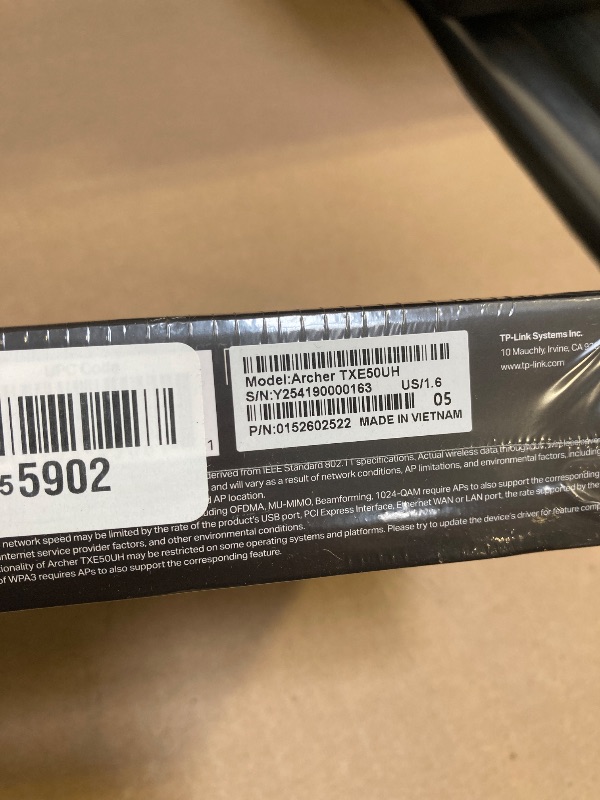 TP-Link Systems Inc.
10 Mauchly, Irvine, CA
www.tp-link.com
Model:Archer TXE50UH
S/N:Y254190000163 US/1.6
05
P/N:0152602522 MADE IN VIETNAM
1
5 5902
derived from IEEE Standard 802.11 specifications. Actual wireless data
and will vary as a result of network conditions, AP limitations, and environmental factors, including
AP location.
OFDMA, MU-MIMO, Beamforming, 1024-QAM require APs to also support the corresponding
network speed may be limited by the rate of the product's USB port, PCI Express Interface, Ethernet WAN or LAN port, the rate supported by the
internet service provider factors, and other environmental conditions.
of Archer TXE50UH may be restricted on some operating systems and platforms. Please try to update the device's driver for feature
of WPA3 requires APs to also support the corresponding feature.